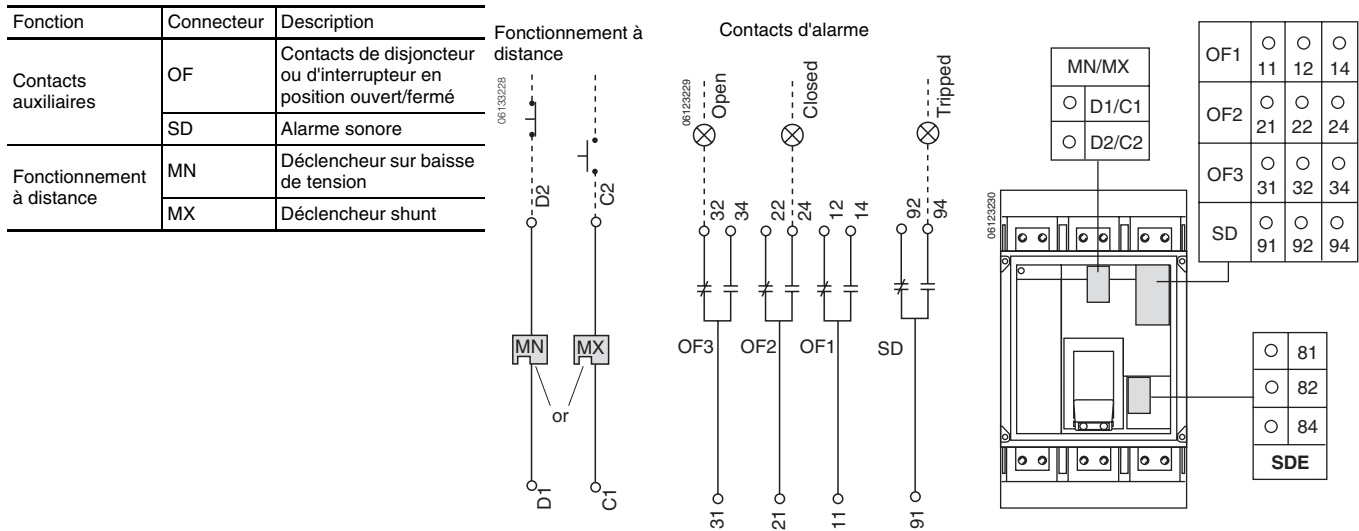 Fonction Connecteur Description
Contacts
auxiliaires
OF
Contacts de disjoncteur
ou d'interrupteur en
position ouvert/fermé
SD Alarme sonore
Fonctionnement
à distance
MN
Déclencheur sur baisse
de tension
MX Déclencheur shunt
Fonctionnement à
distance
06133228
D2
C2
MN
MX
or
D1
C1
Contacts d'alarme
06123229
Open
Closed
Tripped
32 34 22 24 12 14 92 94
OF3 OF2 OF1 SD
31 21 11 91
MN/MX
D1/C1
D2/C2
06123230
OF1 11 12 14
OF2 21 22 24
OF3 31 32 34
SD 91 92 94
81
82
84
SDE